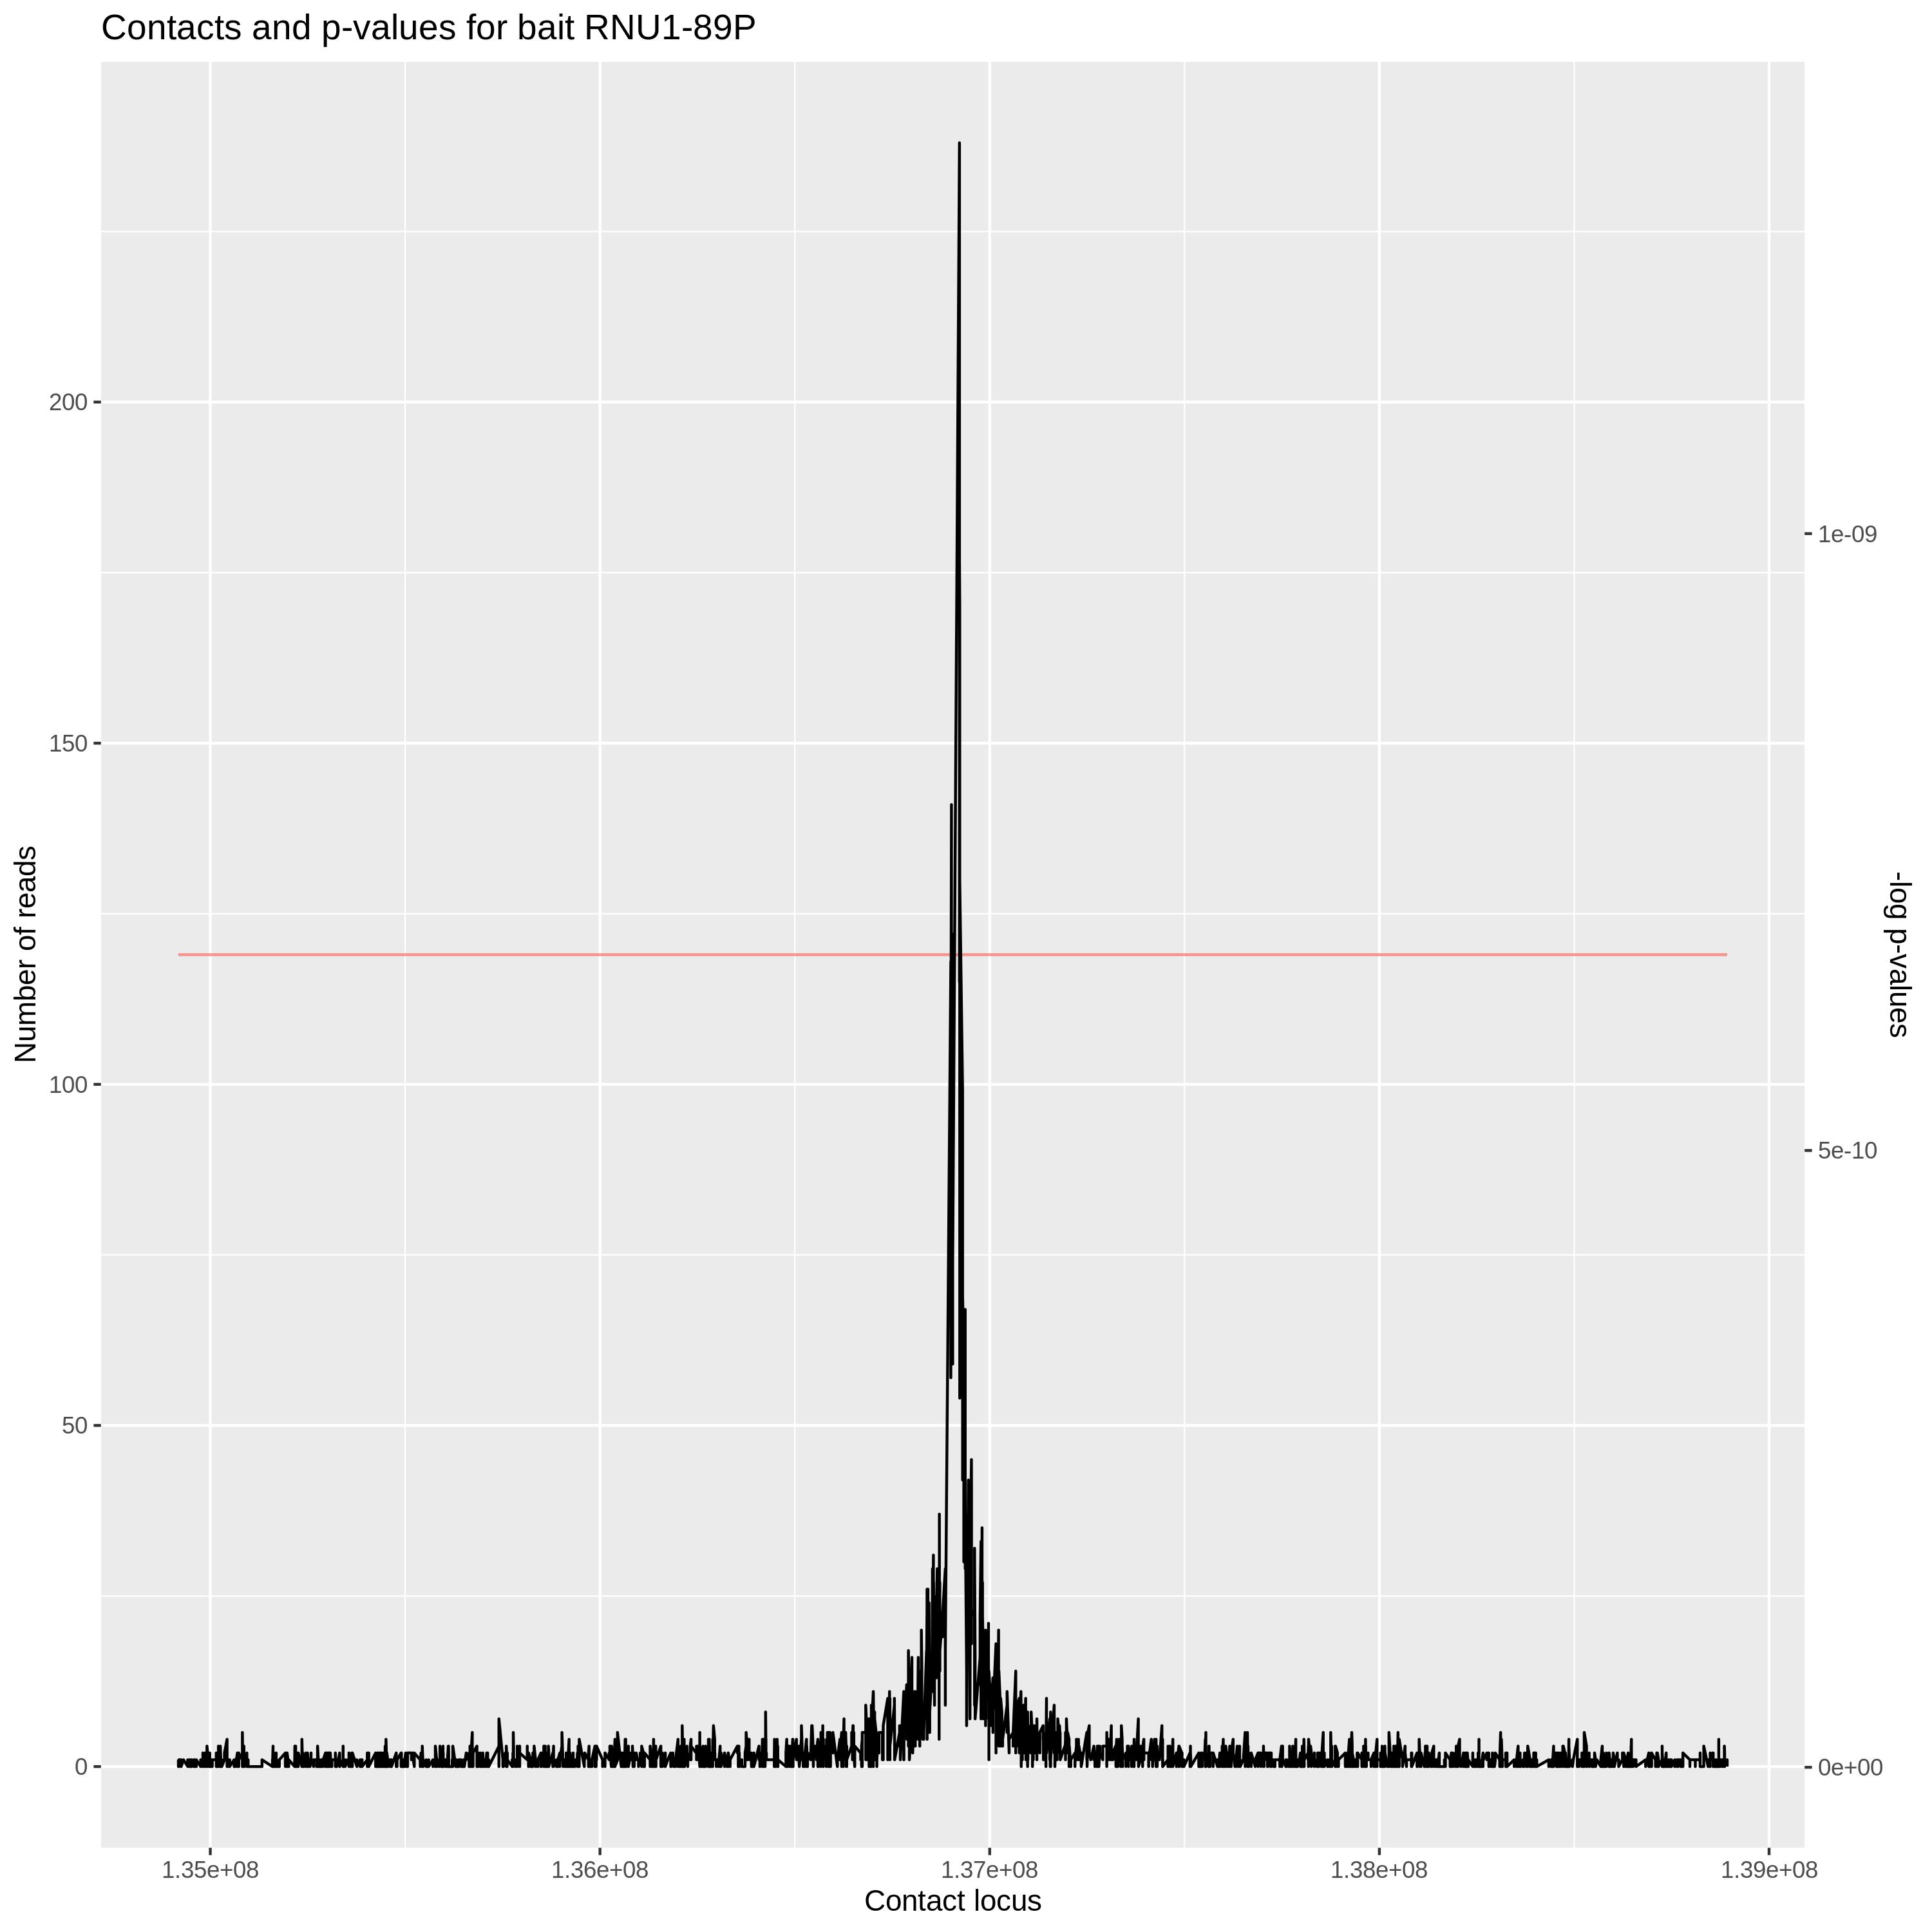 Contacts and p-values for bait RNU1-89P
200
150
100
50
0
Number of reads
1e-09
5e-10
0e+00
-log p-values
1.35e+08
1.36e+08
1.37e+08
1.38e+08
1.39e+08
Contact locus